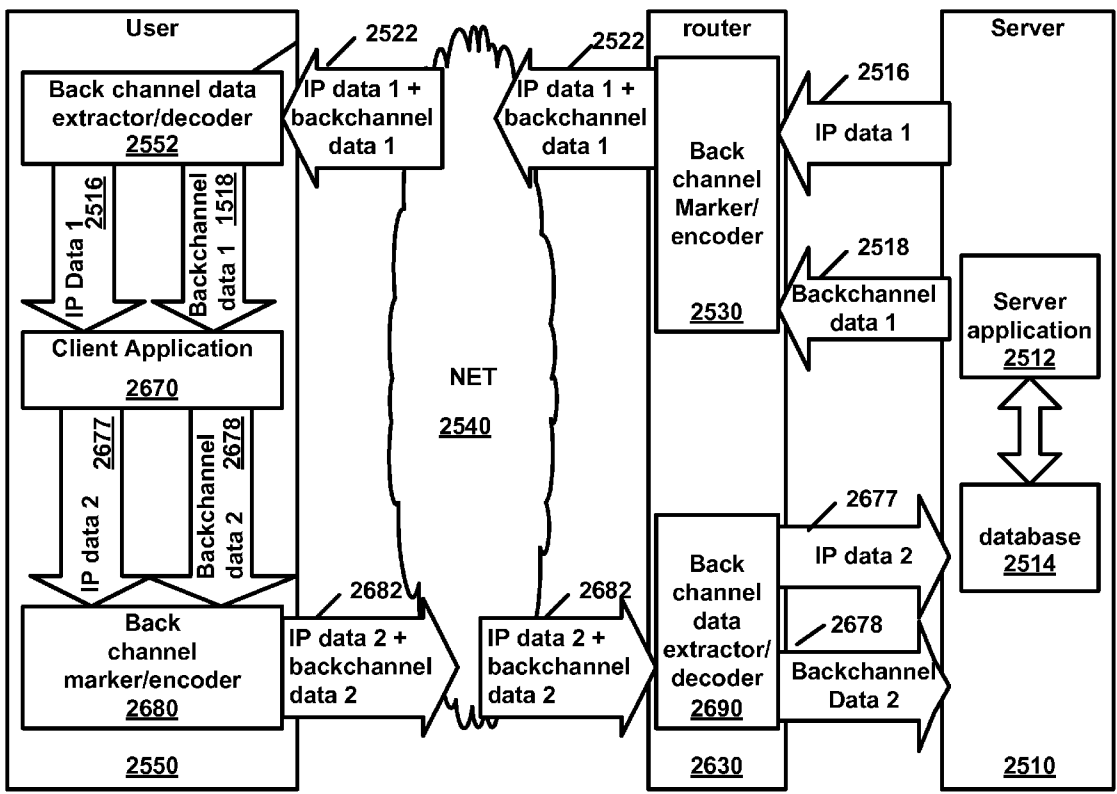 User
Back channel data
extractor/decoder
2552
IP Data 1
2516
Backchannel
data 1
1518
Client Application
2670
IP data 2
2677
Backchannel
data 2
2678
Back
channel
marker/encoder
2680
2550
2522
IP data 1 +
backchannel
data 1
2522
IP data 1 +
backchannel
data 1
NET
2540
2682
IP data 2 +
backchannel
data 2
2682
IP data 2 +
backchannel
data 2
router
Back
channel
Marker/
encoder
2530
Back
channel
data
extractor/
decoder
2690
2630
2516
IP data 1
2518
Backchannel
data 1
2677
IP data 2
2678
Backchannel
Data 2
Server
Server
application
2512
database
2514
2510